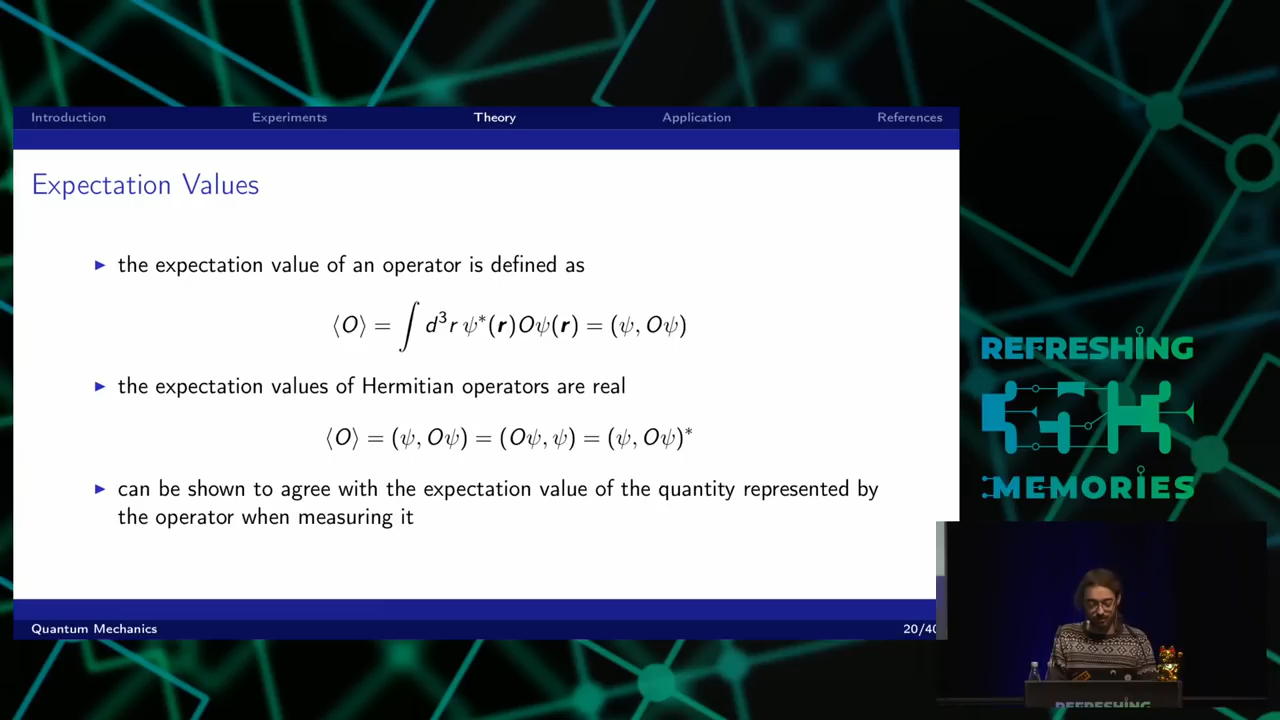 Introduction Experiments Theory Application References
Expectation Values
▶ the expectation value of an operator is defined as
⟨O⟩ = ∫ d³r ψ*(r)Oψ(r) = (ψ, Oψ)
▶ the expectation values of Hermitian operators are real
⟨O⟩ = (ψ, Oψ) = (Oψ, ψ) = (ψ, Oψ)*
▶ can be shown to agree with the expectation value of the quantity represented by
the operator when measuring it
Quantum Mechanics 20/40
REFRESHING
MEMORIES
REFRESHING